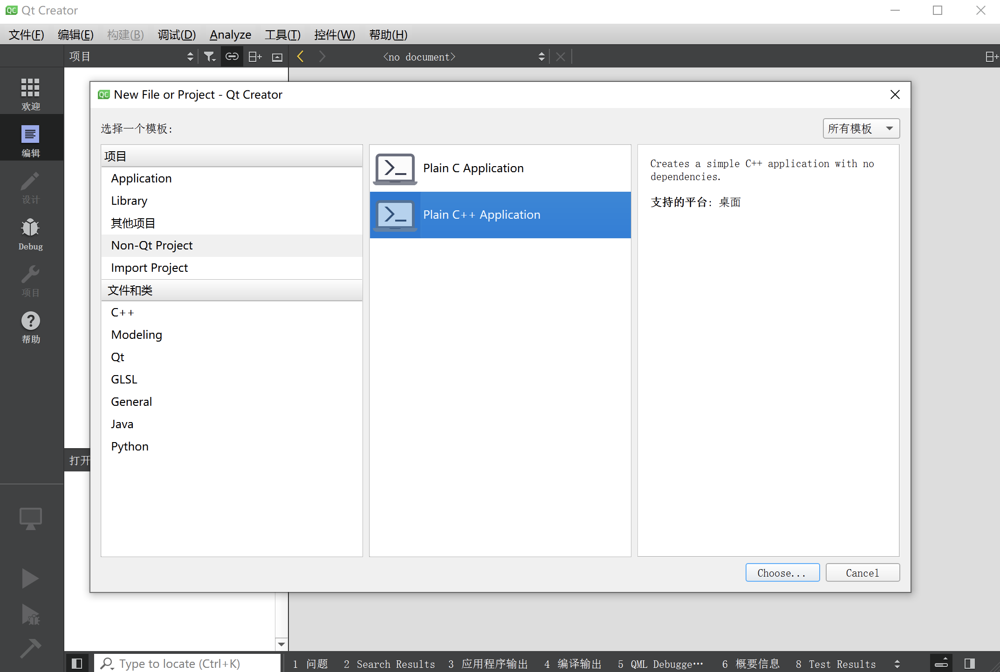 Qt Creator
文件(F) 编辑(E) 构建(B) 调试(D) Analyze 工具(T) 控件(W) 帮助(H)
项目 <no document>
欢迎
编辑
设计
Debug
项目
帮助
New File or Project - Qt Creator
选择一个模板:
所有模板
项目
Application
Library
其他项目
Non-Qt Project
Import Project
文件和类
C++
Modeling
Qt
GLSL
General
Java
Python
Plain C Application
Plain C++ Application
Creates a simple C++ application with no
dependencies.
支持的平台: 桌面
Choose... Cancel
打开
Type to locate (Ctrl+K) 1 问题 2 Search Results 3 应用程序输出 4 编译输出 5 QML Debugge… 6 概要信息 8 Test Results